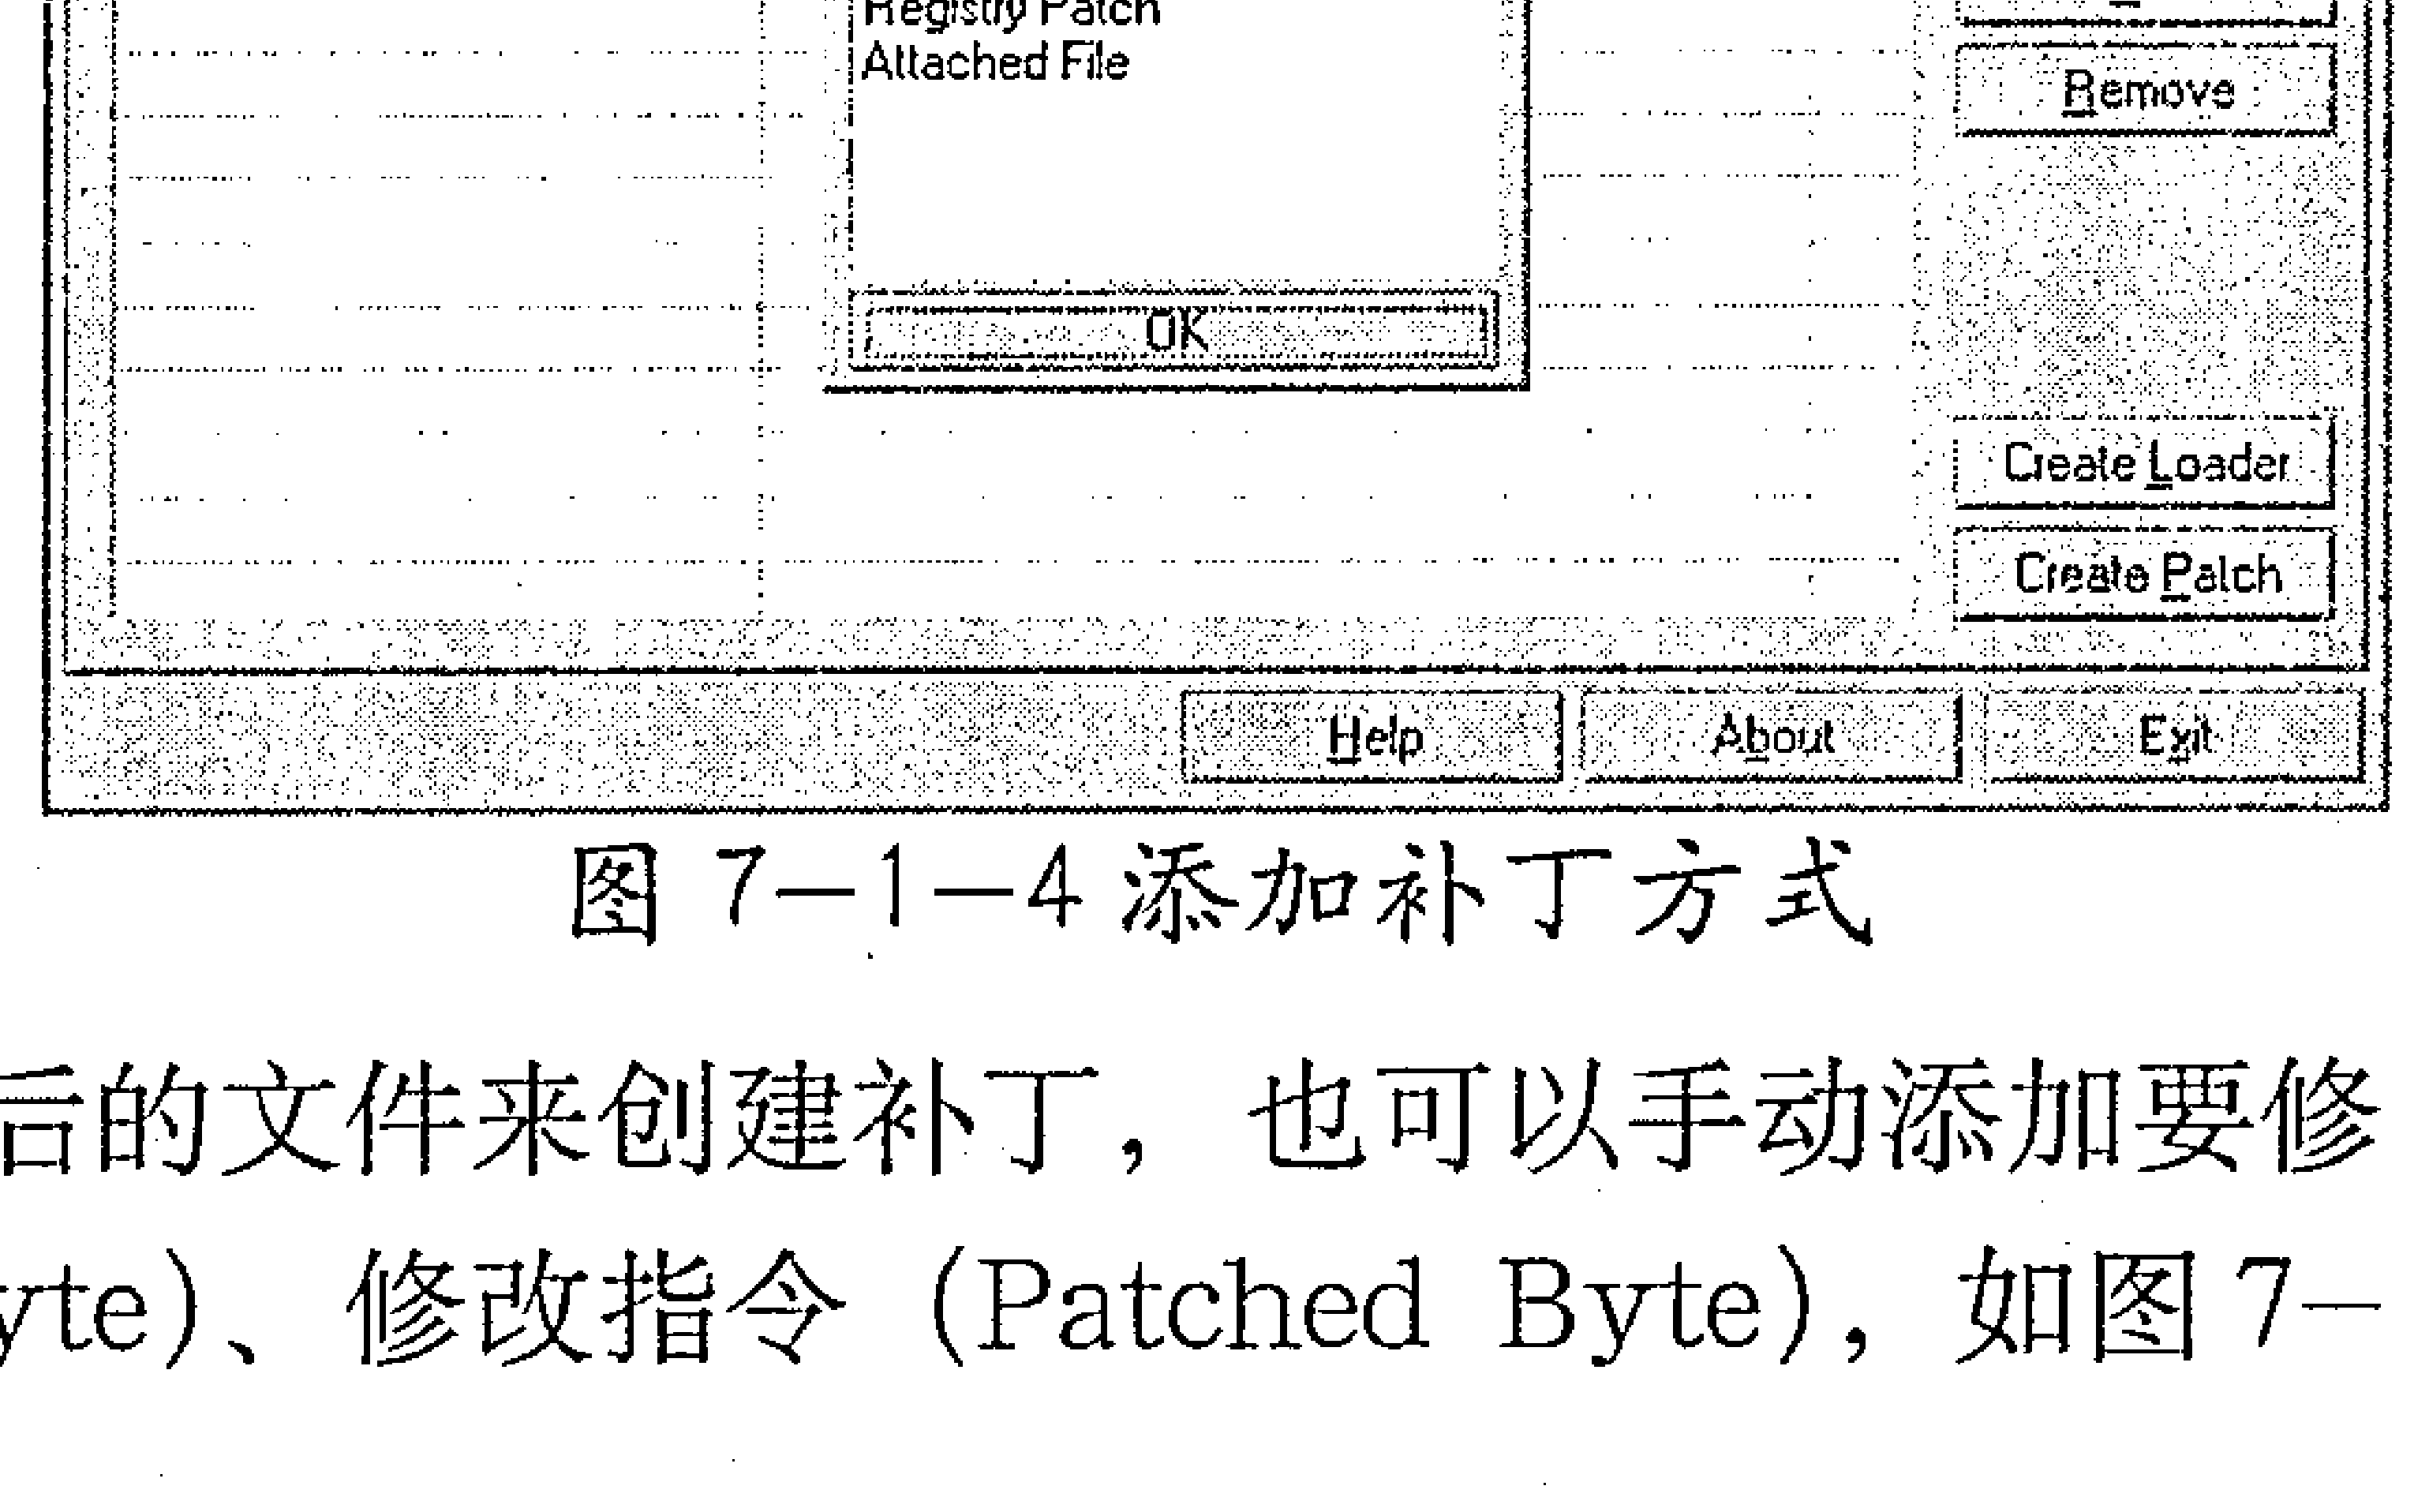 Registry Patch
Attached File
Remove
OK
Create Loader
Create Patch
Help
About
Exit
图 7—1—4 添加补丁方式
后的文件来创建补丁，也可以手动添加要修
yte)、修改指令 (Patched Byte)，如图 7—